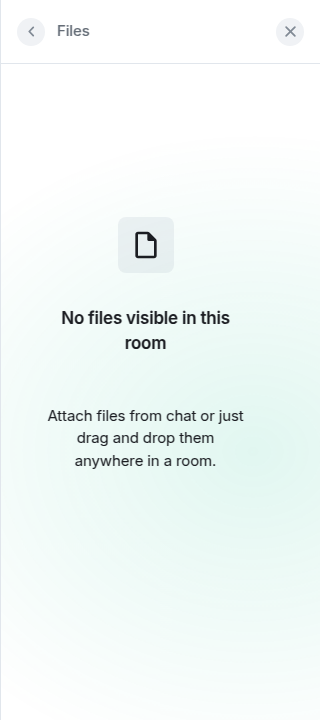 Files
No files visible in this
room
Attach files from chat or just
drag and drop them
anywhere in a room.